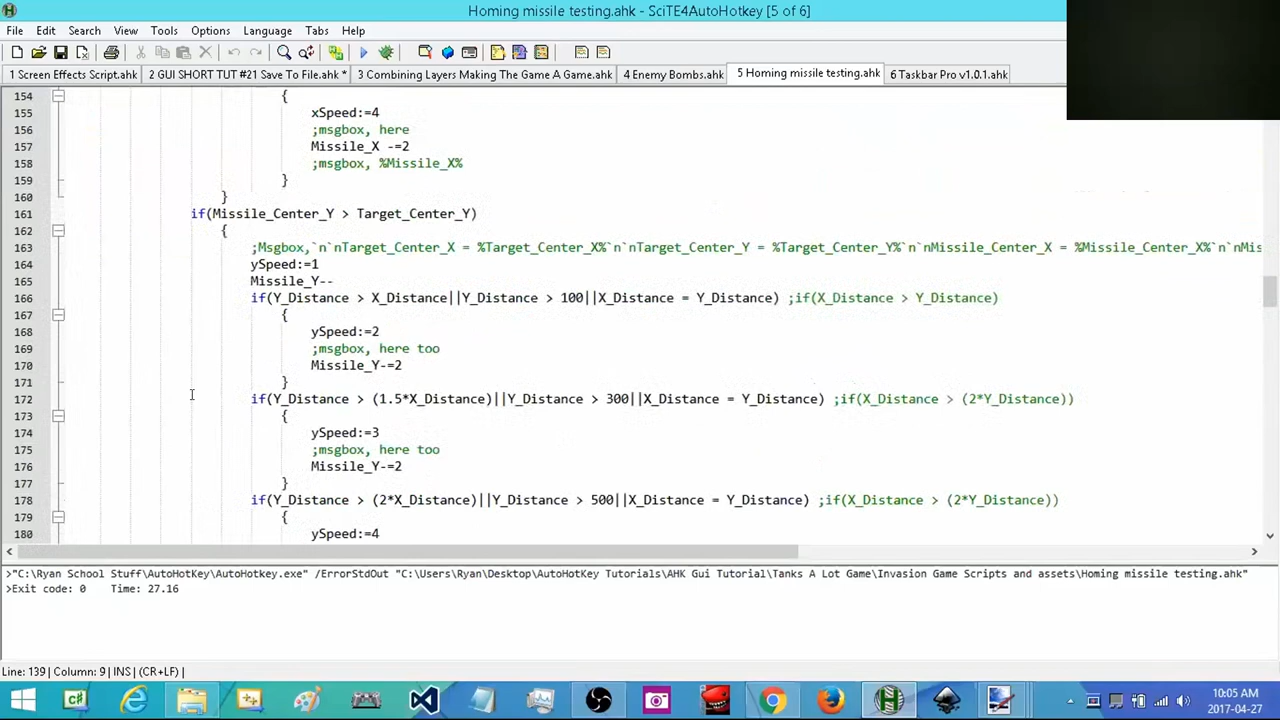 Homing missile testing.ahk - SciTE4AutoHotkey [5 of 6]
File Edit Search View Tools Options Language Tabs Help
1 Screen Effects Script.ahk 2 GUI SHORT TUT #21 Save To File.ahk * 3 Combining Layers Making The Game A Game.ahk 4 Enemy Bombs.ahk 5 Homing missile testing.ahk 6 Taskbar Pro v1.0.1.ahk
154 {
155 xSpeed:=4
156 ;msgbox, here
157 Missile_X -=2
158 ;msgbox, %Missile_X%
159 }
160 }
161 if(Missile_Center_Y > Target_Center_Y)
162 {
163 ;Msgbox,`n`nTarget_Center_X = %Target_Center_X%`n`nTarget_Center_Y = %Target_Center_Y%`n`nMissile_Center_X = %Missile_Center_X%`n`nMis
164 ySpeed:=1
165 Missile_Y--
166 if(Y_Distance > X_Distance||Y_Distance > 100||X_Distance = Y_Distance) ;if(X_Distance > Y_Distance)
167 {
168 ySpeed:=2
169 ;msgbox, here too
170 Missile_Y-=2
171 }
172 if(Y_Distance > (1.5*X_Distance)||Y_Distance > 300||X_Distance = Y_Distance) ;if(X_Distance > (2*Y_Distance))
173 {
174 ySpeed:=3
175 ;msgbox, here too
176 Missile_Y-=2
177 }
178 if(Y_Distance > (2*X_Distance)||Y_Distance > 500||X_Distance = Y_Distance) ;if(X_Distance > (2*Y_Distance))
179 {
180 ySpeed:=4
>"C:\Ryan School Stuff\AutoHotKey\AutoHotkey.exe" /ErrorStdOut "C:\Users\Ryan\Desktop\AutoHotKey Tutorials\AHK Gui Tutorial\Tanks A Lot Game\Invasion Game Scripts and assets\Homing missile testing.ahk"
>Exit code: 0 Time: 27.16
Line: 139 | Column: 9 | INS | (CR+LF) |
10:05 AM
2017-04-27